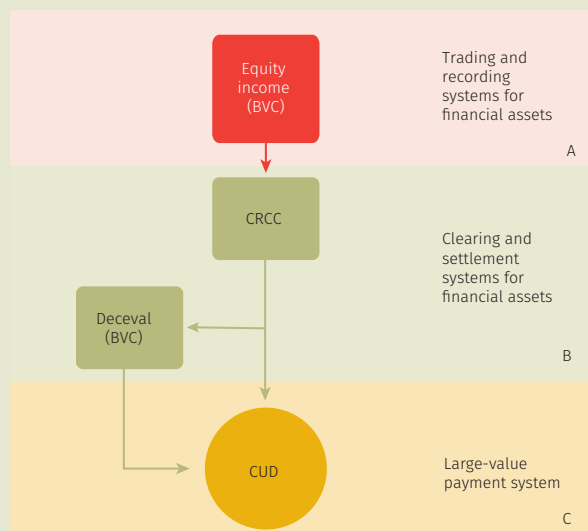 Equity
income
(BVC)
Trading and
recording
systems for
financial assets
A
CRCC
Clearing and
settlement
systems for
financial assets
Deceval
(BVC)
B
CUD
Large-value
payment system
C